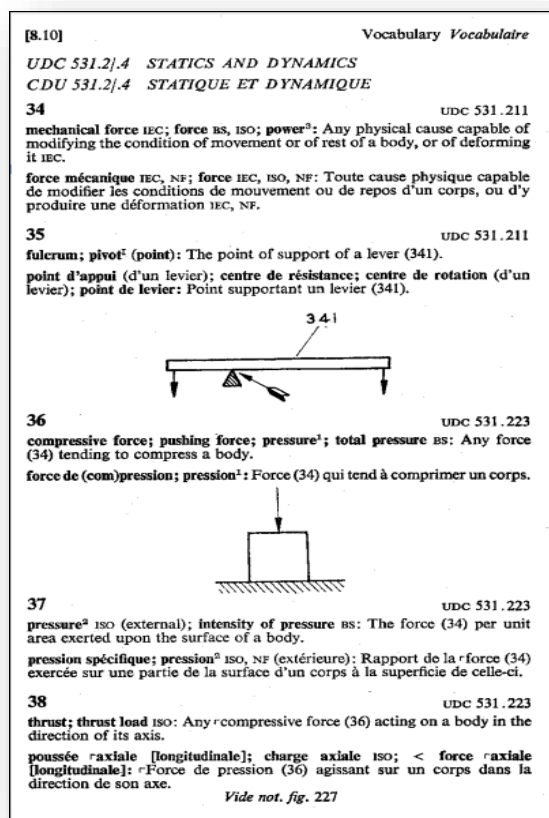 [8.10] Vocabulary Vocabulaire
UDC 531.2/.4 STATICS AND DYNAMICS
CDU 531.2/.4 STATIQUE ET DYNAMIQUE
34 UDC 531.211
mechanical force IEC; force BS, ISO; power³: Any physical cause capable of
modifying the condition of movement or of rest of a body, or of deforming
it IEC.
force mécanique IEC, NF; force IEC, ISO, NF: Toute cause physique capable
de modifier les conditions de mouvement ou de repos d'un corps, ou d'y
produire une déformation IEC, NF.
35 UDC 531.211
fulcrum; pivot¹ (point): The point of support of a lever (341).
point d'appui (d'un levier); centre de résistance; centre de rotation (d'un
levier); point de levier: Point supportant un levier (341).
341
36 UDC 531.223
compressive force; pushing force; pressure¹; total pressure BS: Any force
(34) tending to compress a body.
force de (com)pression; pression¹: Force (34) qui tend à comprimer un corps.
37 UDC 531.223
pressure² ISO (external); intensity of pressure BS: The force (34) per unit
area exerted upon the surface of a body.
pression spécifique; pression² ISO, NF (extérieure): Rapport de la ⌜force (34)
exercée sur une partie de la surface d'un corps à la superficie de celle-ci.
38 UDC 531.223
thrust; thrust load ISO: Any ⌜compressive force (36) acting on a body in the
direction of its axis.
poussée ⌜axiale [longitudinale]; charge axiale ISO; < force ⌜axiale
[longitudinale]: ⌜Force de pression (36) agissant sur un corps dans la
direction de son axe.
Vide not. fig. 227